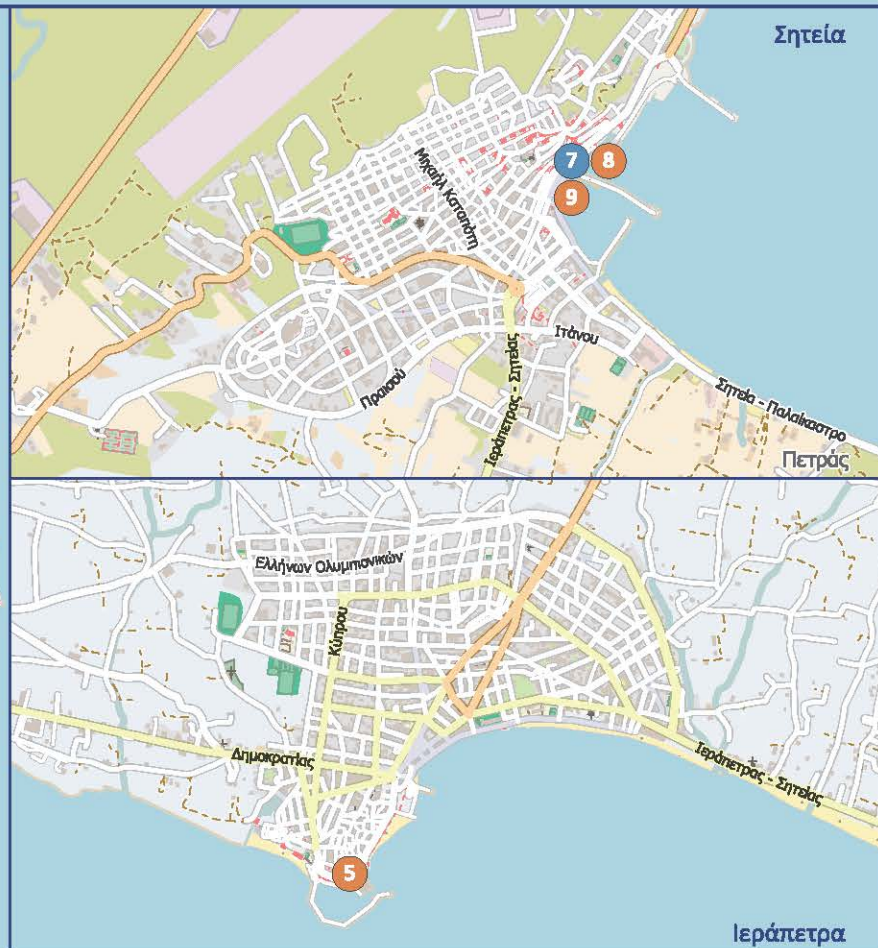 Σητεία
7
8
9
Μιχαήλ Καταπότη
Ιτάνου
Πραισού
Ιεράπετρας - Σητείας
Σητεία - Παλαίκαστρο
Πετράς
Ελλήνων Ολυμπιονικών
Κύπρου
Δημοκρατίας
Ιεράπετρας - Σητείας
5
Ιεράπετρα